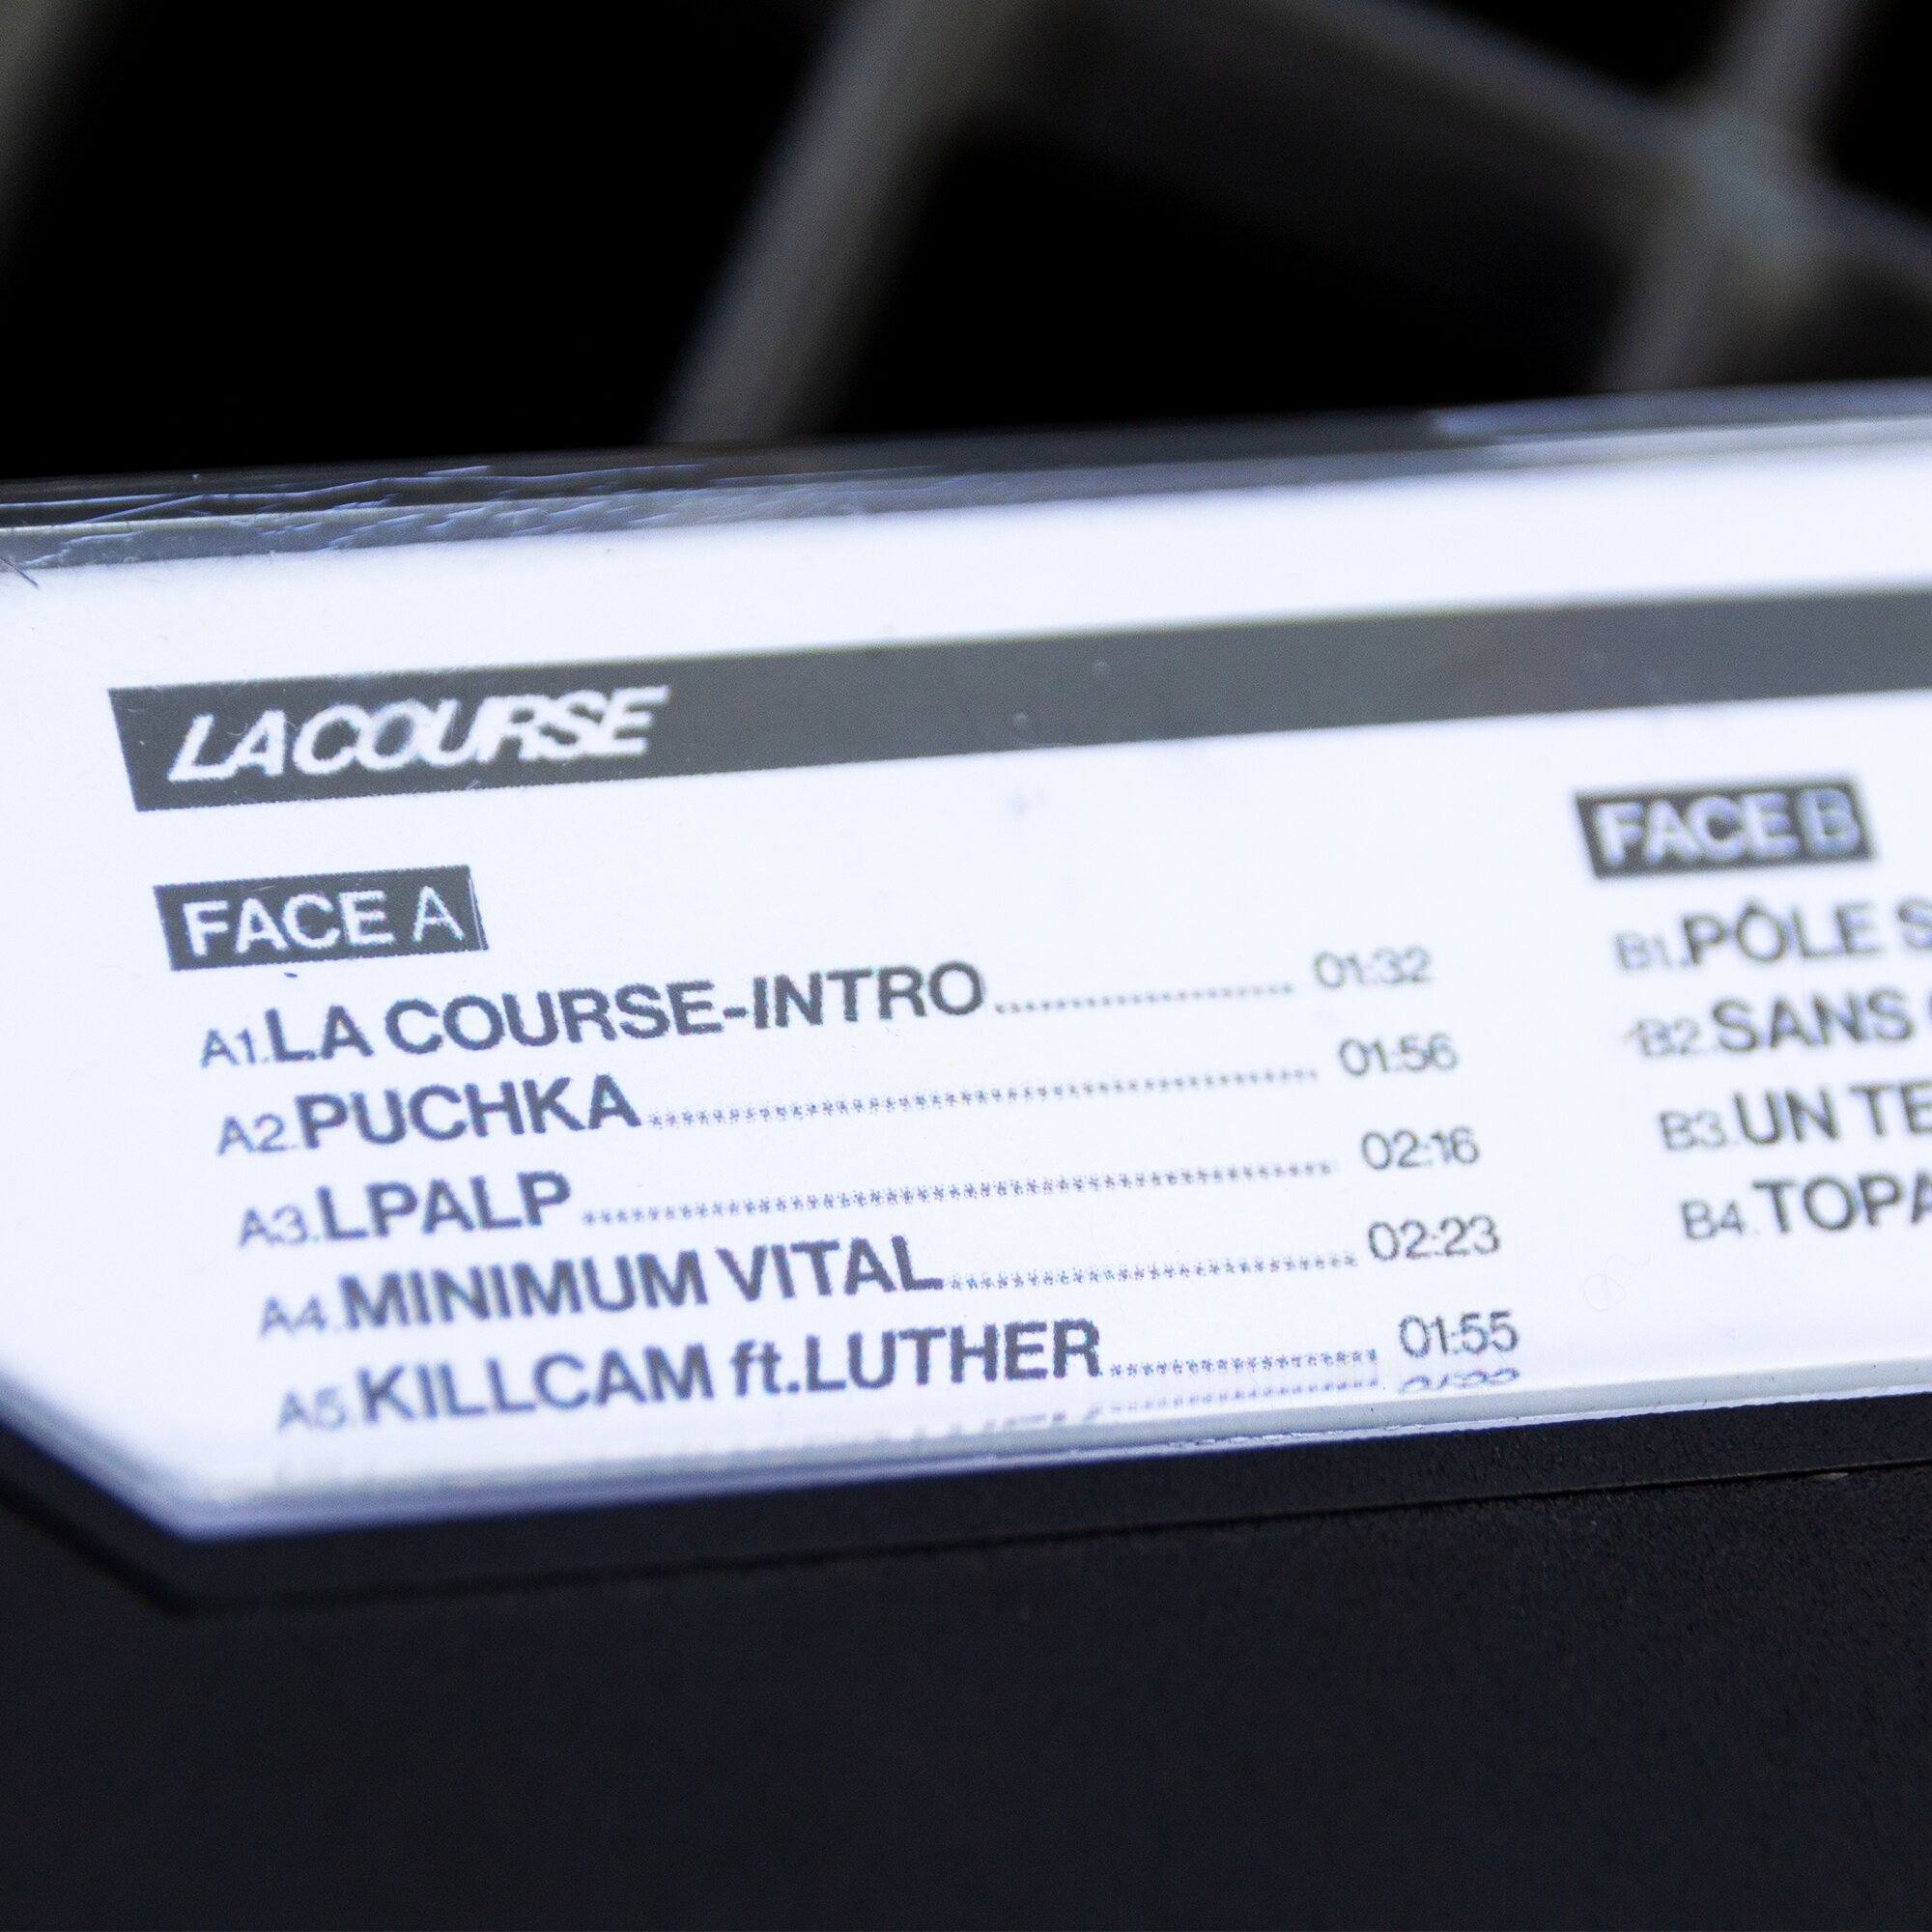 LA COURSE
FACE A
A1.LA COURSE-INTRO 01:32
A2.PUCHKA 01:56
A3.LPALP 02:16
A4.MINIMUM VITAL 02:23
A5.KILLCAM ft.LUTHER 01:55
FACE B
B1.PÔLE
B2.SANS
B3.UN
B4.